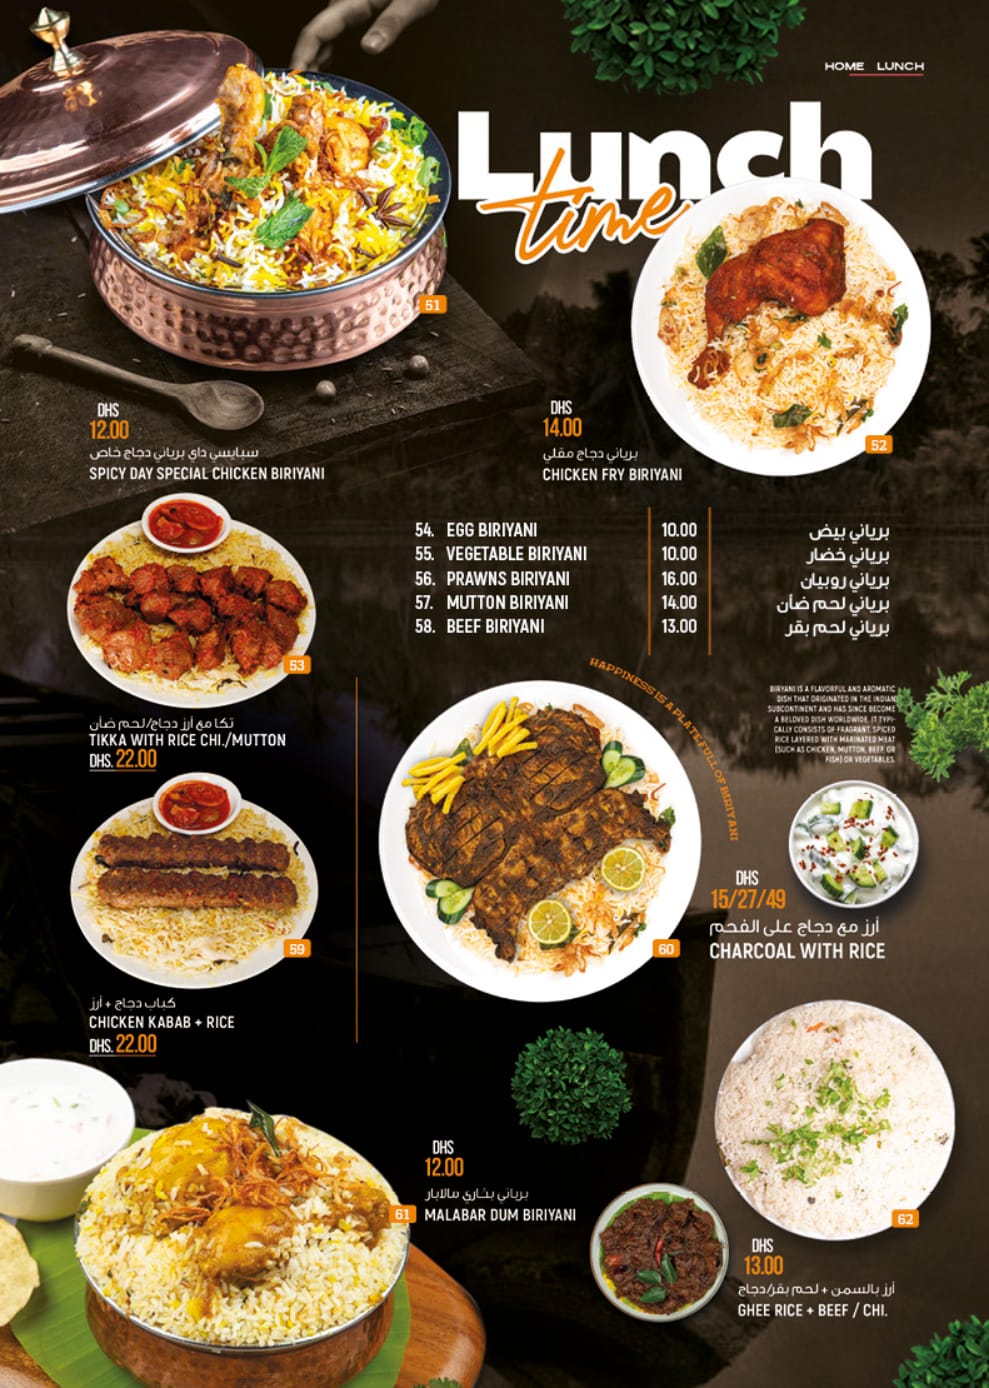 HOME LUNCH
Lunch
time
51
52
DHS
12.00
سبايسي داي برياني دجاج خاص
SPICY DAY SPECIAL CHICKEN BIRIYANI
DHS
14.00
برياني دجاج مقلي
CHICKEN FRY BIRIYANI
54. EGG BIRIYANI 10.00 برياني بيض
55. VEGETABLE BIRIYANI 10.00 برياني خضار
56. PRAWNS BIRIYANI 16.00 برياني روبيان
57. MUTTON BIRIYANI 14.00 برياني لحم ضأن
58. BEEF BIRIYANI 13.00 برياني لحم بقر
53
تكا مع أرز دجاج/لحم ضأن
TIKKA WITH RICE CHI./MUTTON
DHS. 22.00
HAPPINESS IS A PLATE FULL OF BIRIYANI
BIRYANI IS A FLAVORFUL AND AROMATIC
DISH THAT ORIGINATED IN THE INDIAN
SUBCONTINENT AND HAS SINCE BECOME
A BELOVED DISH WORLDWIDE. IT TYPI-
CALLY CONSISTS OF FRAGRANT, SPICED
RICE LAYERED WITH MARINATED MEAT
(SUCH AS CHICKEN, MUTTON, BEEF, OR
FISH) OR VEGETABLES.
59
كباب دجاج + أرز
CHICKEN KABAB + RICE
DHS. 22.00
60
DHS
15/27/49
أرز مع دجاج على الفحم
CHARCOAL WITH RICE
61
DHS
12.00
برياني بخاري مالابار
MALABAR DUM BIRIYANI
62
DHS
13.00
أرز بالسمن + لحم بقر/دجاج
GHEE RICE + BEEF / CHI.